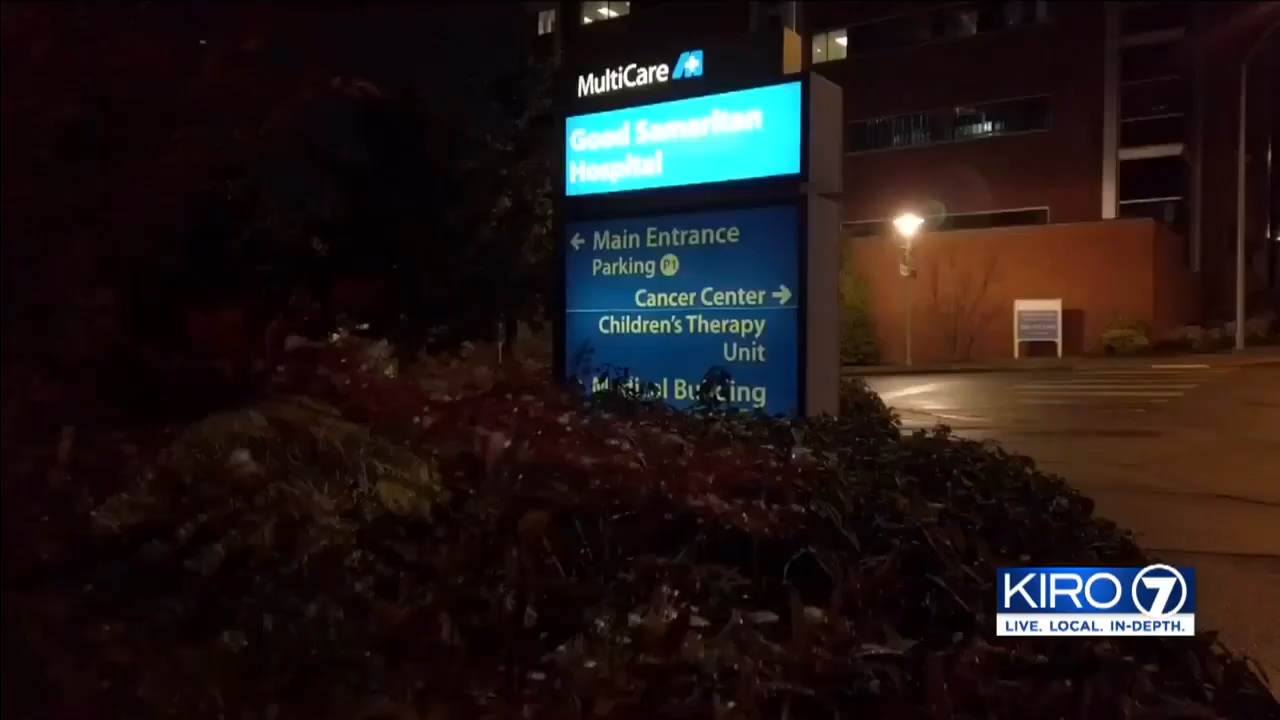 MultiCare
Good Samaritan
Hospital
← Main Entrance
Parking P1
Cancer Center →
Children's Therapy
Unit
Medical Building
KIRO 7
LIVE. LOCAL. IN-DEPTH.